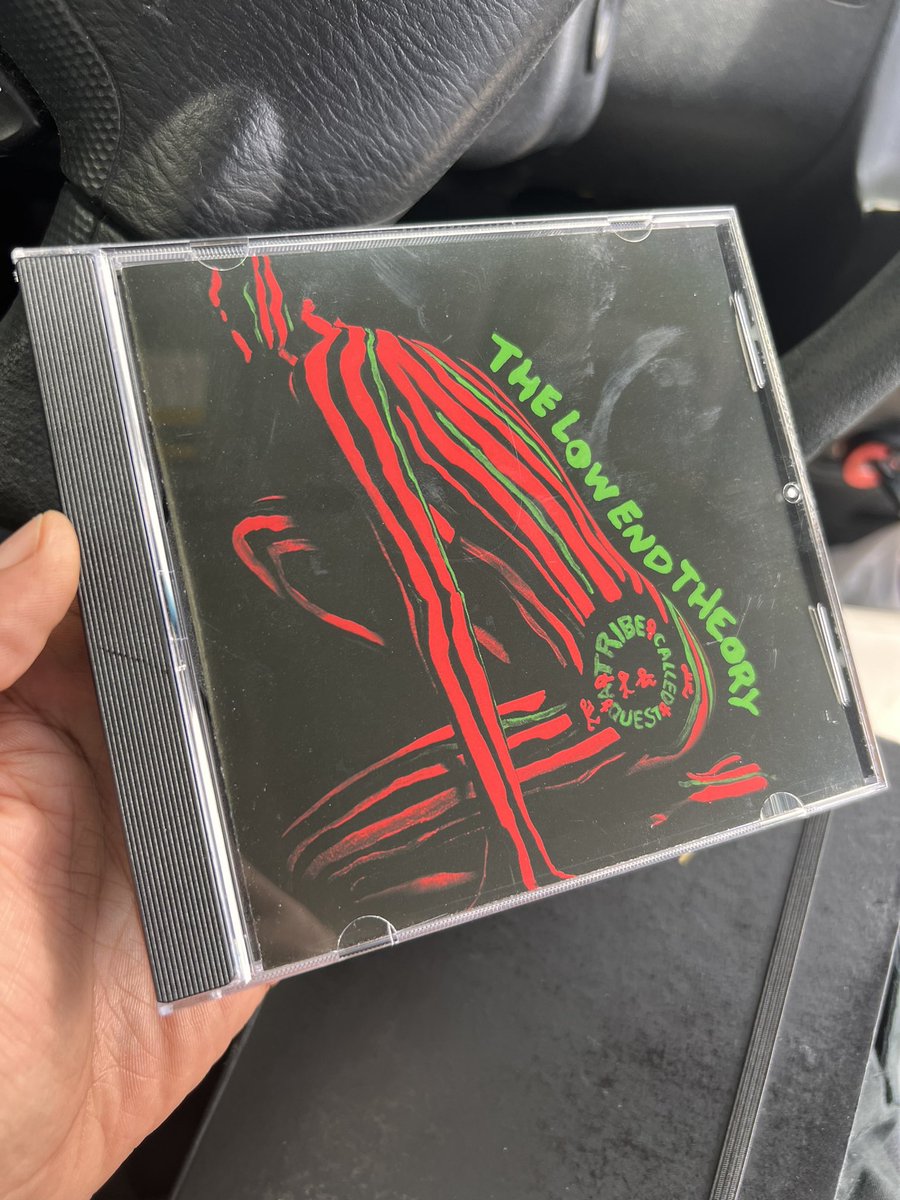 THE LOW END THEORY
A TRIBE CALLED QUEST